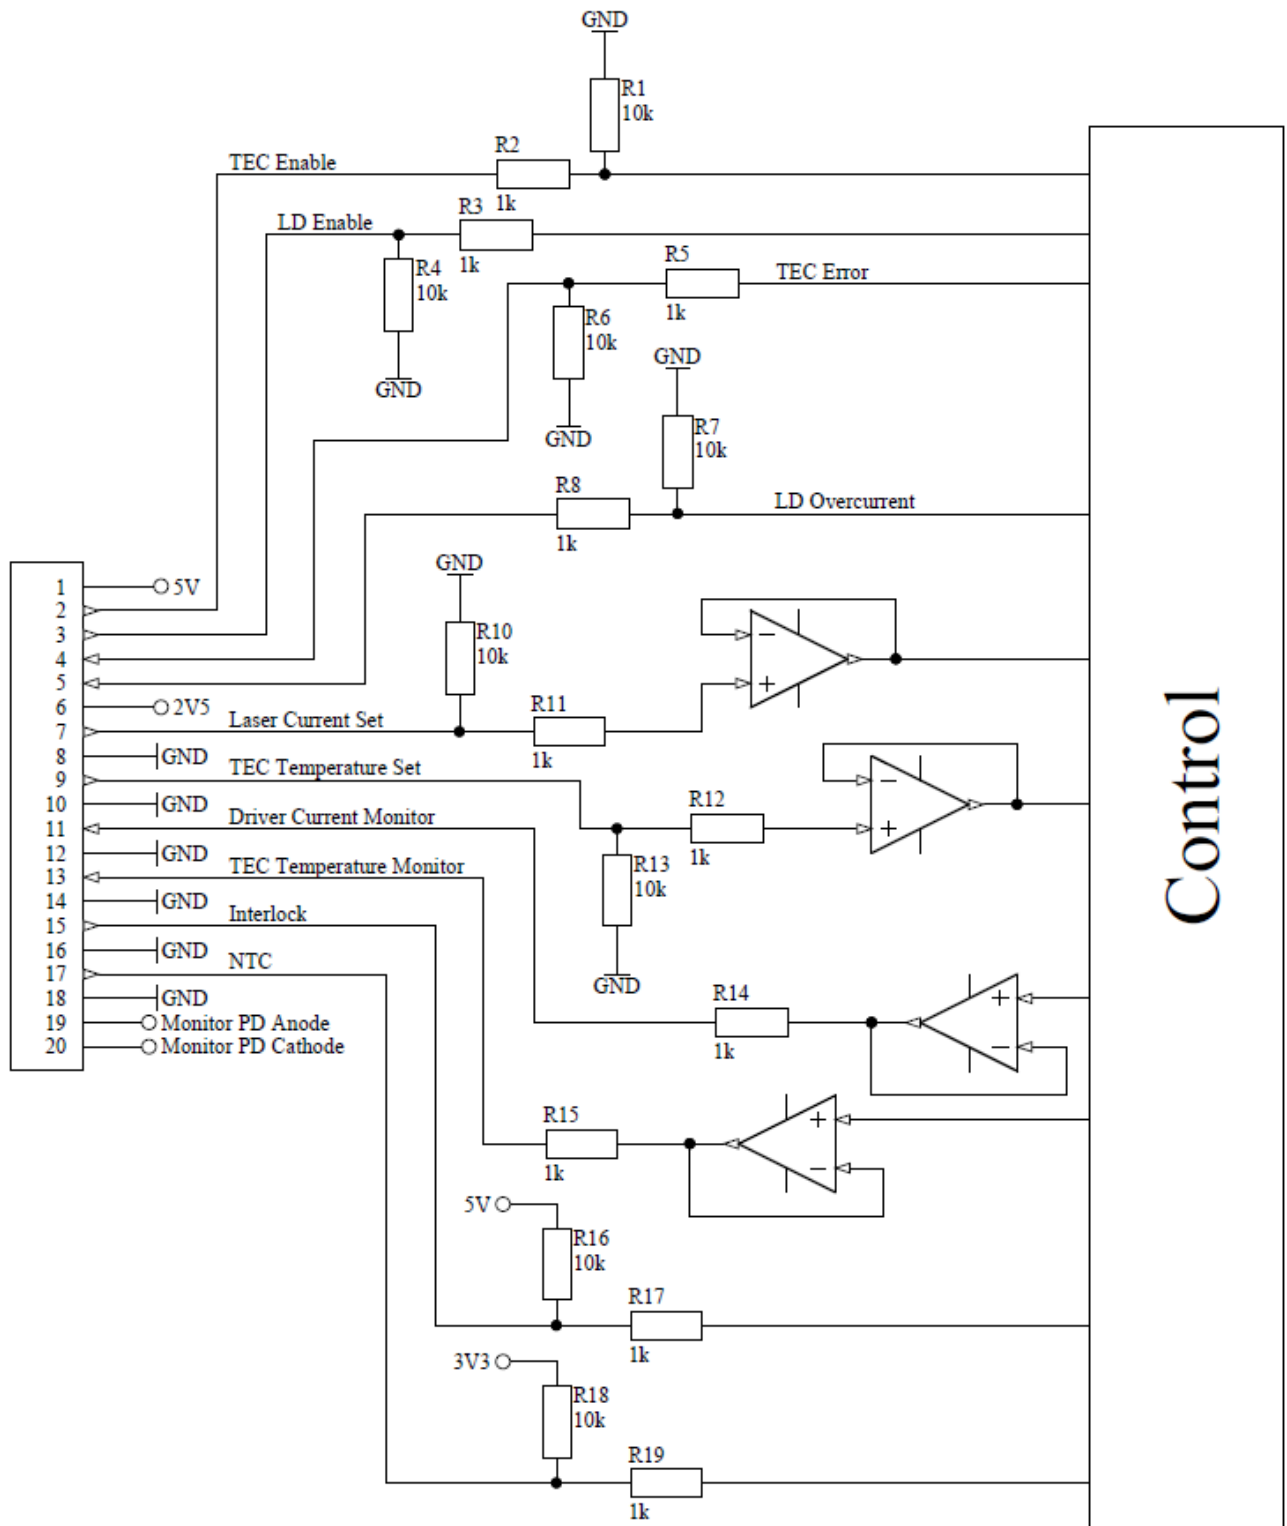 GND
R1
10k
R2
TEC Enable
1k
R3
LD Enable
1k
R4
10k
R5
TEC Error
1k
R6
10k
GND
GND
R7
10k
GND
R8
LD Overcurrent
1k
GND
R10
10k
1 5V
2
3
4
5
6 2V5
7 Laser Current Set
8 GND
9 TEC Temperature Set
10 GND
11 Driver Current Monitor
12 GND
13 TEC Temperature Monitor
14 GND
15 Interlock
16 GND
17 NTC
18 GND
19 Monitor PD Anode
20 Monitor PD Cathode
R11
1k
−
+
R12
1k
−
+
R13
10k
GND
R14
1k
+
−
R15
1k
+
−
5V
R16
10k
R17
1k
3V3
R18
10k
R19
1k
Control